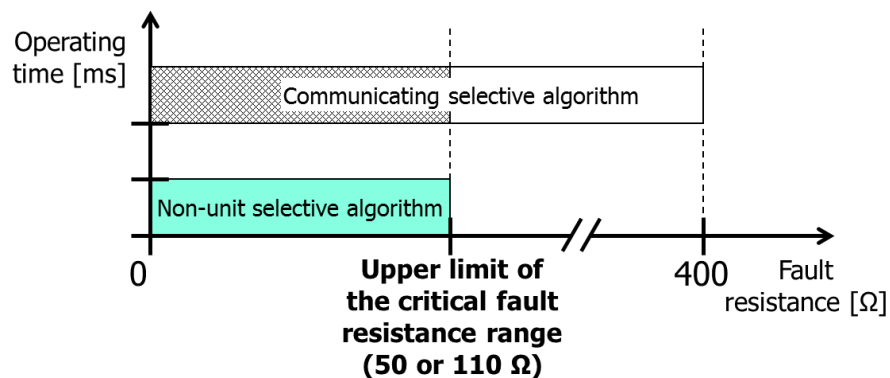 Operating
time [ms]
Communicating selective algorithm
Non-unit selective algorithm
0
Upper limit of
the critical fault
resistance range
(50 or 110 Ω)
400
Fault
resistance [Ω]